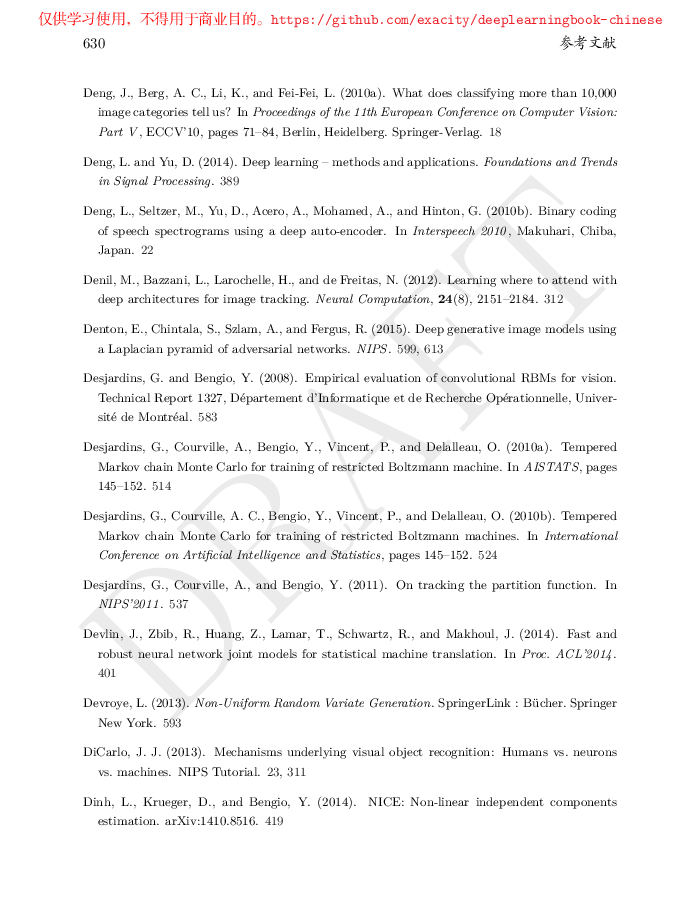 仅供学习使用，不得用于商业目的。https://github.com/exacity/deeplearningbook-chinese
630 参考文献
Deng, J., Berg, A. C., Li, K., and Fei-Fei, L. (2010a). What does classifying more than 10,000
image categories tell us? In Proceedings of the 11th European Conference on Computer Vision:
Part V, ECCV'10, pages 71–84, Berlin, Heidelberg. Springer-Verlag. 18
Deng, L. and Yu, D. (2014). Deep learning – methods and applications. Foundations and Trends
in Signal Processing. 389
Deng, L., Seltzer, M., Yu, D., Acero, A., Mohamed, A., and Hinton, G. (2010b). Binary coding
of speech spectrograms using a deep auto-encoder. In Interspeech 2010, Makuhari, Chiba,
Japan. 22
Denil, M., Bazzani, L., Larochelle, H., and de Freitas, N. (2012). Learning where to attend with
deep architectures for image tracking. Neural Computation, 24(8), 2151–2184. 312
Denton, E., Chintala, S., Szlam, A., and Fergus, R. (2015). Deep generative image models using
a Laplacian pyramid of adversarial networks. NIPS. 599, 613
Desjardins, G. and Bengio, Y. (2008). Empirical evaluation of convolutional RBMs for vision.
Technical Report 1327, Département d'Informatique et de Recherche Opérationnelle, Univer-
sité de Montréal. 583
Desjardins, G., Courville, A., Bengio, Y., Vincent, P., and Delalleau, O. (2010a). Tempered
Markov chain Monte Carlo for training of restricted Boltzmann machine. In AISTATS, pages
145–152. 514
Desjardins, G., Courville, A. C., Bengio, Y., Vincent, P., and Delalleau, O. (2010b). Tempered
Markov chain Monte Carlo for training of restricted Boltzmann machines. In International
Conference on Artificial Intelligence and Statistics, pages 145–152. 524
Desjardins, G., Courville, A., and Bengio, Y. (2011). On tracking the partition function. In
NIPS'2011. 537
Devlin, J., Zbib, R., Huang, Z., Lamar, T., Schwartz, R., and Makhoul, J. (2014). Fast and
robust neural network joint models for statistical machine translation. In Proc. ACL'2014.
401
Devroye, L. (2013). Non-Uniform Random Variate Generation. SpringerLink : Bücher. Springer
New York. 593
DiCarlo, J. J. (2013). Mechanisms underlying visual object recognition: Humans vs. neurons
vs. machines. NIPS Tutorial. 23, 311
Dinh, L., Krueger, D., and Bengio, Y. (2014). NICE: Non-linear independent components
estimation. arXiv:1410.8516. 419
DRAFT